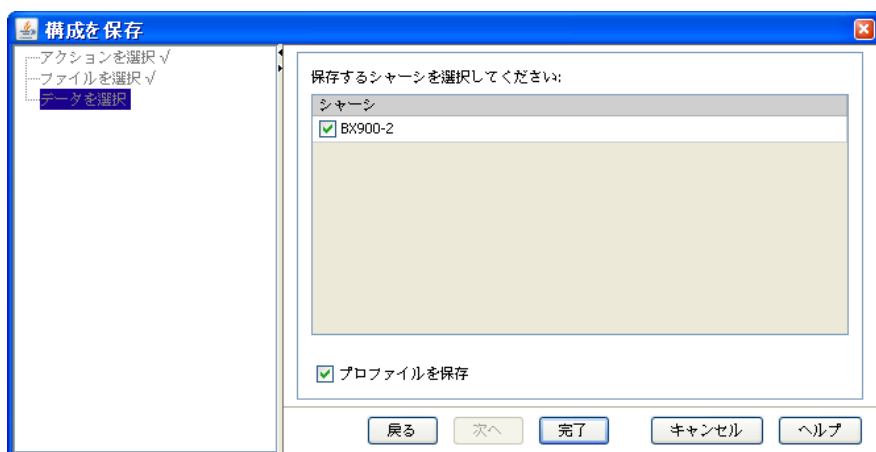 構成を保存
アクションを選択 √
ファイルを選択 √
データを選択
保存するシャーシを選択してください:
シャーシ
BX900-2
プロファイルを保存
戻る
次へ
完了
キャンセル
ヘルプ